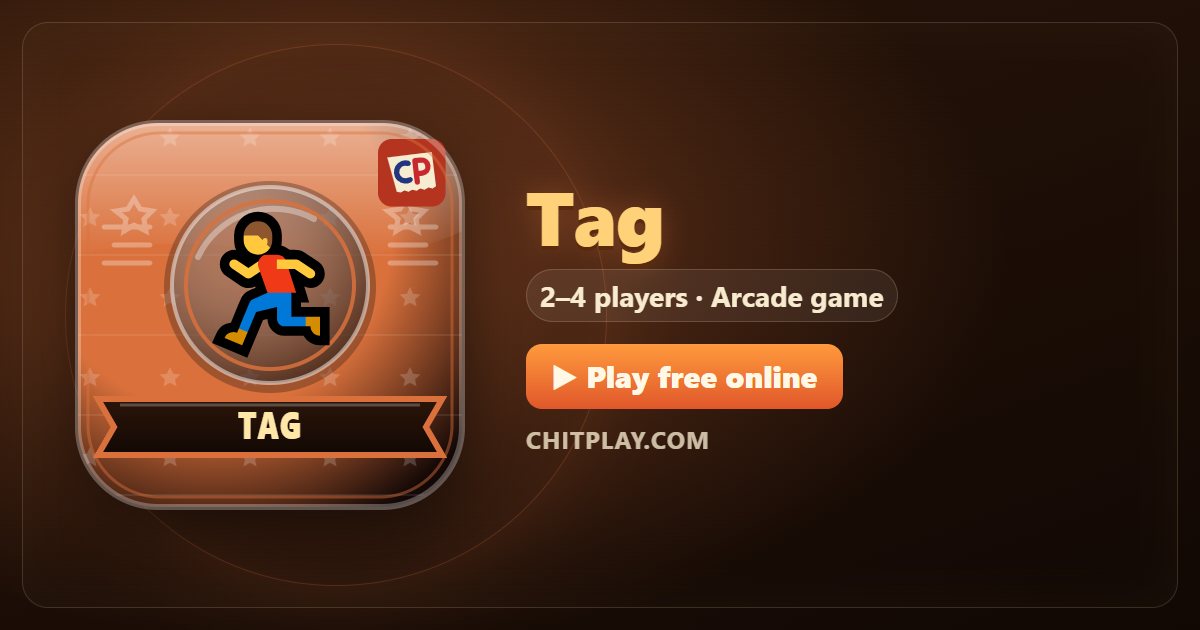 CP
TAG
Tag
2–4 players · Arcade game
▶ Play free online
CHITPLAY.COM